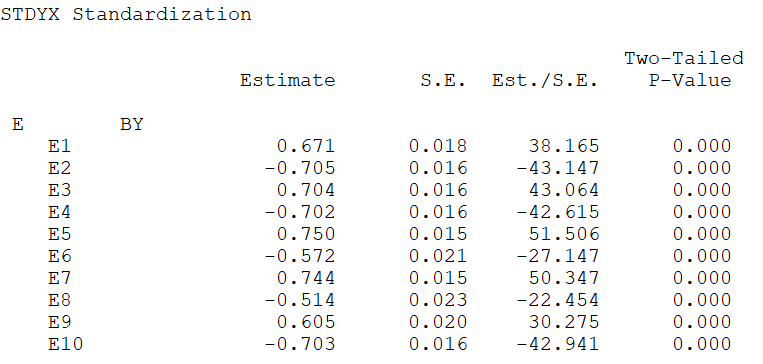 STDYX Standardization
Two-Tailed
Estimate S.E. Est./S.E. P-Value
E BY
E1 0.671 0.018 38.165 0.000
E2 -0.705 0.016 -43.147 0.000
E3 0.704 0.016 43.064 0.000
E4 -0.702 0.016 -42.615 0.000
E5 0.750 0.015 51.506 0.000
E6 -0.572 0.021 -27.147 0.000
E7 0.744 0.015 50.347 0.000
E8 -0.514 0.023 -22.454 0.000
E9 0.605 0.020 30.275 0.000
E10 -0.703 0.016 -42.941 0.000